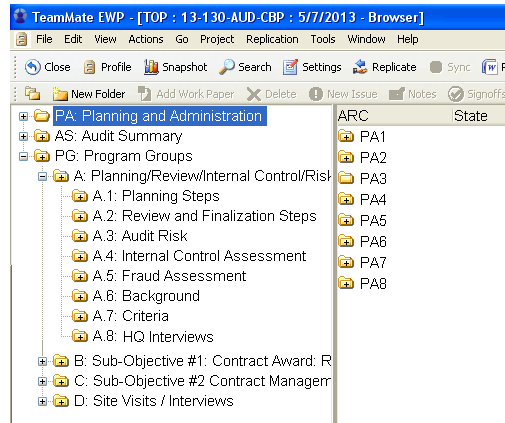 TeamMate EWP - [TOP : 13-130-AUD-CBP : 5/7/2013 - Browser]
File Edit View Actions Go Project Replication Tools Window Help
Close Profile Snapshot Search Settings Replicate Sync
New Folder Add Work Paper Delete New Issue Notes Signoffs
PA: Planning and Administration
AS: Audit Summary
PG: Program Groups
A: Planning/Review/Internal Control/Risk
A.1: Planning Steps
A.2: Review and Finalization Steps
A.3: Audit Risk
A.4: Internal Control Assessment
A.5: Fraud Assessment
A.6: Background
A.7: Criteria
A.8: HQ Interviews
B: Sub-Objective #1: Contract Award: R
C: Sub-Objective #2 Contract Managem
D: Site Visits / Interviews
ARC State
PA1
PA2
PA3
PA4
PA5
PA6
PA7
PA8